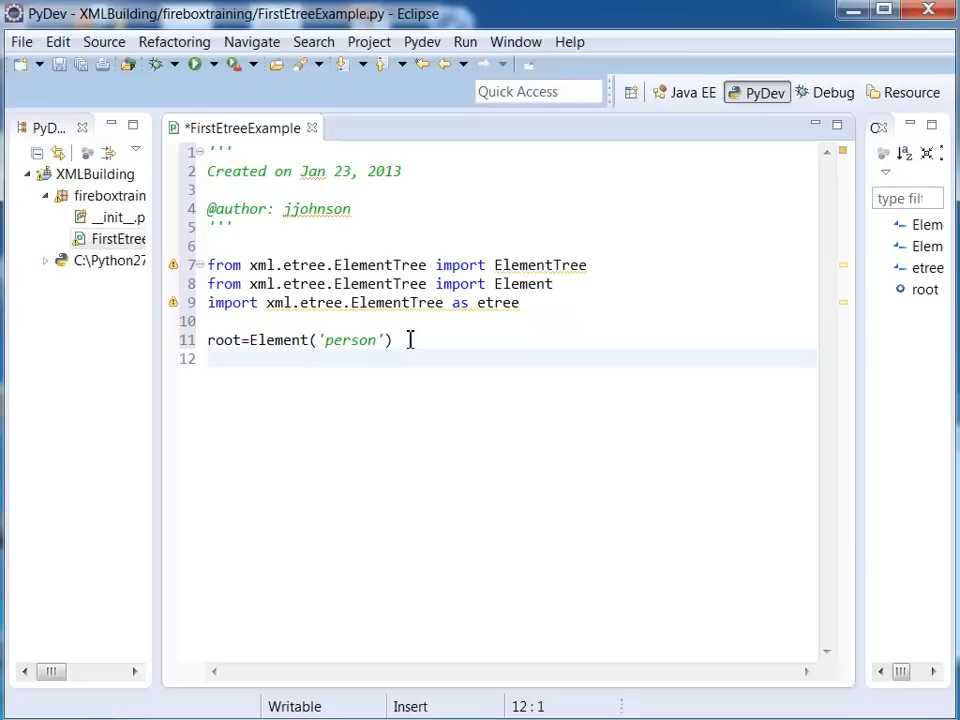 PyDev - XMLBuilding/fireboxtraining/FirstEtreeExample.py - Eclipse
File Edit Source Refactoring Navigate Search Project Pydev Run Window Help
Quick Access
Java EE PyDev Debug Resource
PyD...
XMLBuilding
fireboxtrain
__init__.p
FirstEtree
C:\Python27
*FirstEtreeExample
1 '''
2 Created on Jan 23, 2013
3
4 @author: jjohnson
5 '''
6
7 from xml.etree.ElementTree import ElementTree
8 from xml.etree.ElementTree import Element
9 import xml.etree.ElementTree as etree
10
11 root=Element('person')
12
type filt
Elem
Elem
etree
root
Writable Insert 12 : 1